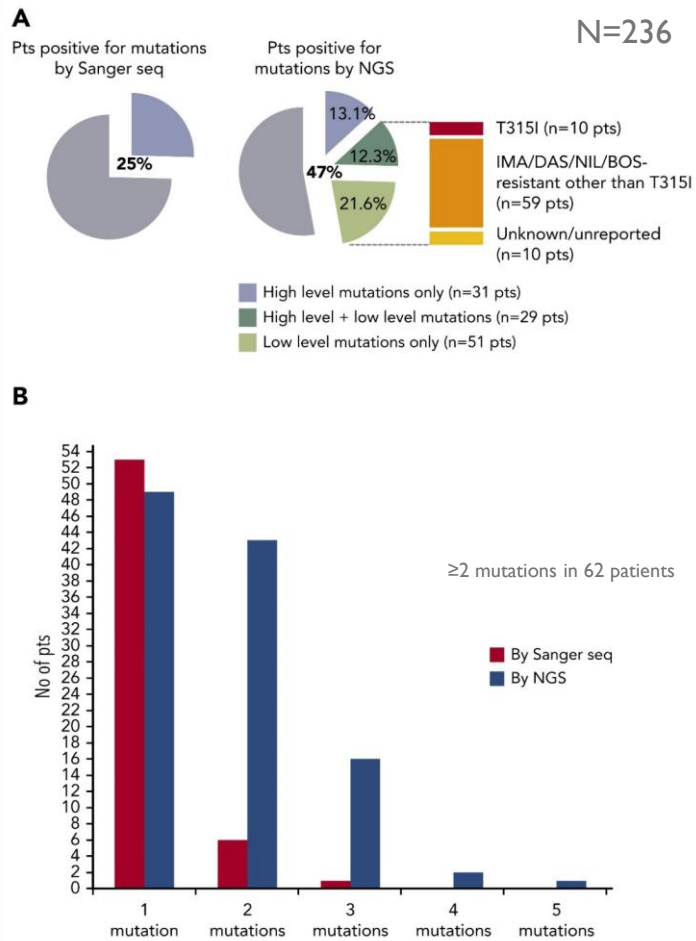 A
N=236
Pts positive for mutations
by Sanger seq
Pts positive for
mutations by NGS
25%
13.1%
12.3%
47%
21.6%
T315I (n=10 pts)
IMA/DAS/NIL/BOS-
resistant other than T315I
(n=59 pts)
Unknown/unreported
(n=10 pts)
High level mutations only (n=31 pts)
High level + low level mutations (n=29 pts)
Low level mutations only (n=51 pts)
B
No of pts
54
52
50
48
46
44
42
40
38
36
34
32
30
28
26
24
22
20
18
16
14
12
10
8
6
4
2
0
≥2 mutations in 62 patients
By Sanger seq
By NGS
1 2 3 4 5
mutation mutations mutations mutations mutations